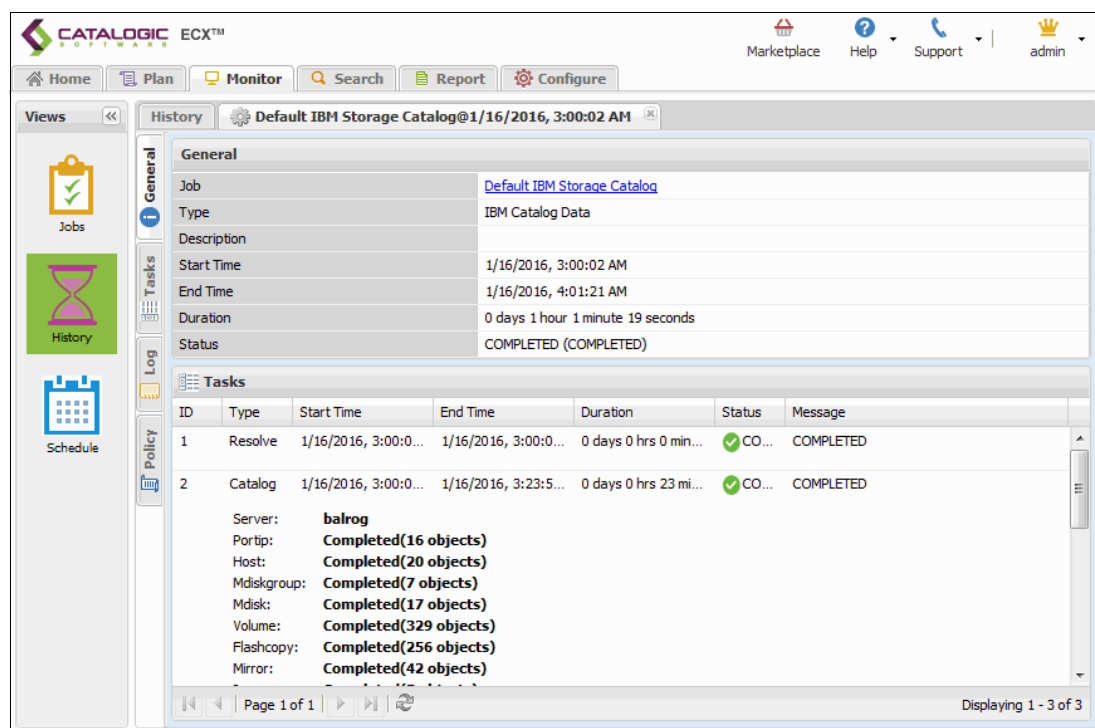 CATALOGIC ECX™
SOFTWARE
Marketplace
Help
Support
admin
Home
Plan
Monitor
Search
Report
Configure
Views
History
Default IBM Storage Catalog@1/16/2016, 3:00:02 AM
Jobs
History
Schedule
General
Tasks
Log
Policy
General
Job Default IBM Storage Catalog
Type IBM Catalog Data
Description
Start Time 1/16/2016, 3:00:02 AM
End Time 1/16/2016, 4:01:21 AM
Duration 0 days 1 hour 1 minute 19 seconds
Status COMPLETED (COMPLETED)
Tasks
ID Type Start Time End Time Duration Status Message
1 Resolve 1/16/2016, 3:00:0... 1/16/2016, 3:00:0... 0 days 0 hrs 0 min... CO... COMPLETED
2 Catalog 1/16/2016, 3:00:0... 1/16/2016, 3:23:5... 0 days 0 hrs 23 mi... CO... COMPLETED
Server: balrog
Portip: Completed(16 objects)
Host: Completed(20 objects)
Mdiskgroup: Completed(7 objects)
Mdisk: Completed(17 objects)
Volume: Completed(329 objects)
Flashcopy: Completed(256 objects)
Mirror: Completed(42 objects)
Page 1 of 1
Displaying 1 - 3 of 3